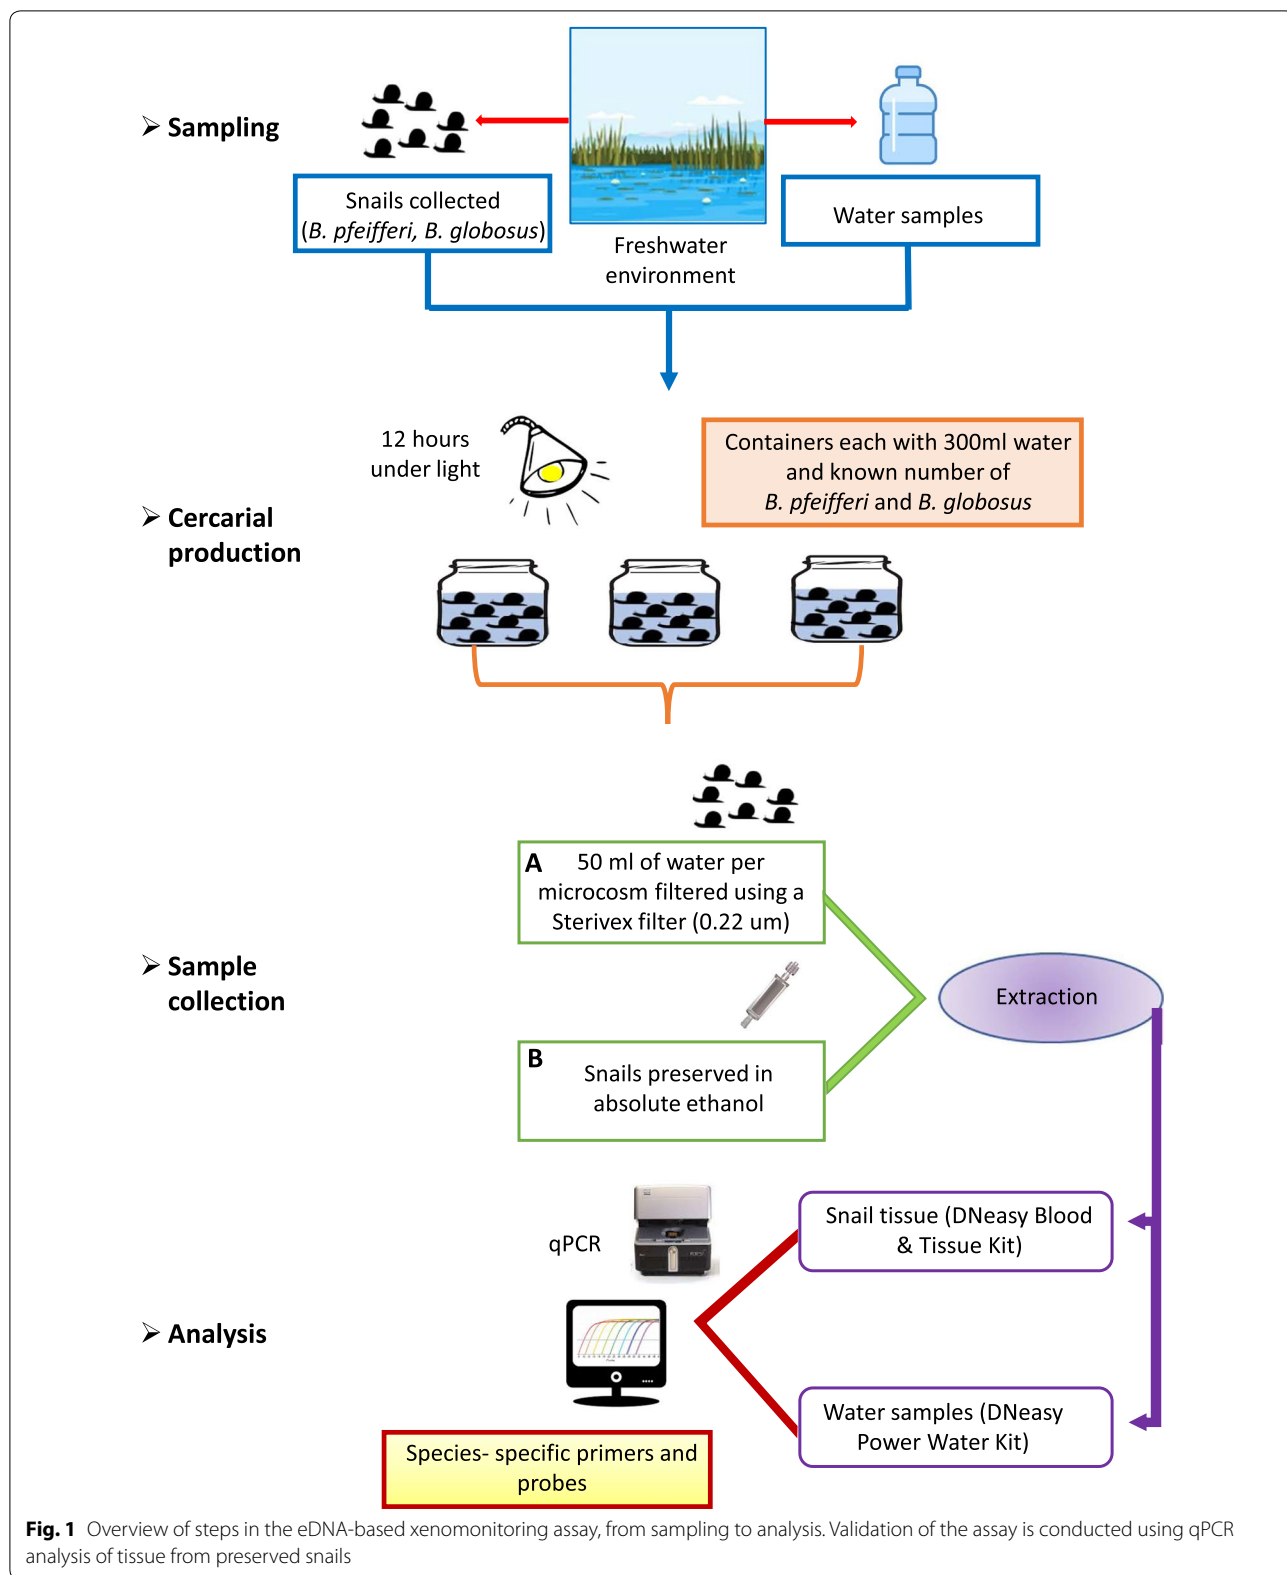 ➢ Sampling
Snails collected
(B. pfeifferi, B. globosus)
Freshwater
environment
Water samples
12 hours
under light
Containers each with 300ml water
and known number of
B. pfeifferi and B. globosus
➢ Cercarial
production
A 50 ml of water per
microcosm filtered using a
Sterivex filter (0.22 um)
➢ Sample
collection
Extraction
B Snails preserved in
absolute ethanol
qPCR
Snail tissue (DNeasy Blood
& Tissue Kit)
➢ Analysis
Water samples (DNeasy
Power Water Kit)
Species- specific primers and
probes
Fig. 1 Overview of steps in the eDNA-based xenomonitoring assay, from sampling to analysis. Validation of the assay is conducted using qPCR
analysis of tissue from preserved snails